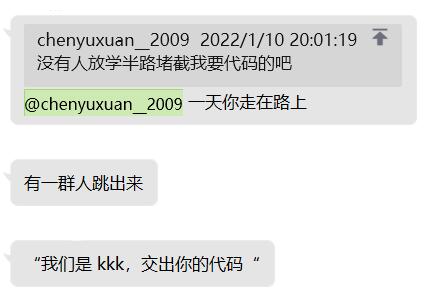 chenyuxuan__2009 2022/1/10 20:01:19
没有人放学半路堵截我要代码的吧
@chenyuxuan__2009 一天你走在路上
有一群人跳出来
“我们是 kkk，交出你的代码“